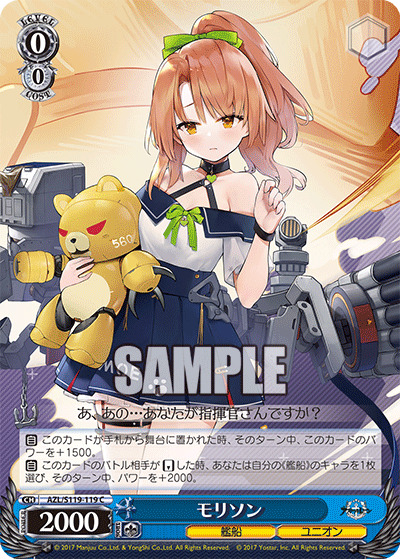 LEVEL
0
0
COST
560
SAMPLE
あ、あの…あなたが指揮官さんですか？
自 このカードが手札から舞台に置かれた時、そのターン中、このカードのパ
ワーを+1500。
自 このカードのバトル相手が【】した時、あなたは自分の《艦船》のキャラを1枚
選び、そのターン中、パワーを+2000。
CH
AZL/S119-119 C
2000
モリソン
艦船
ユニオン
© 2017 Manjuu Co.,Ltd. & YongShi Co.,Ltd. All Rights Reserved. © 2017 Yostar, Inc. All Rights Reserved.